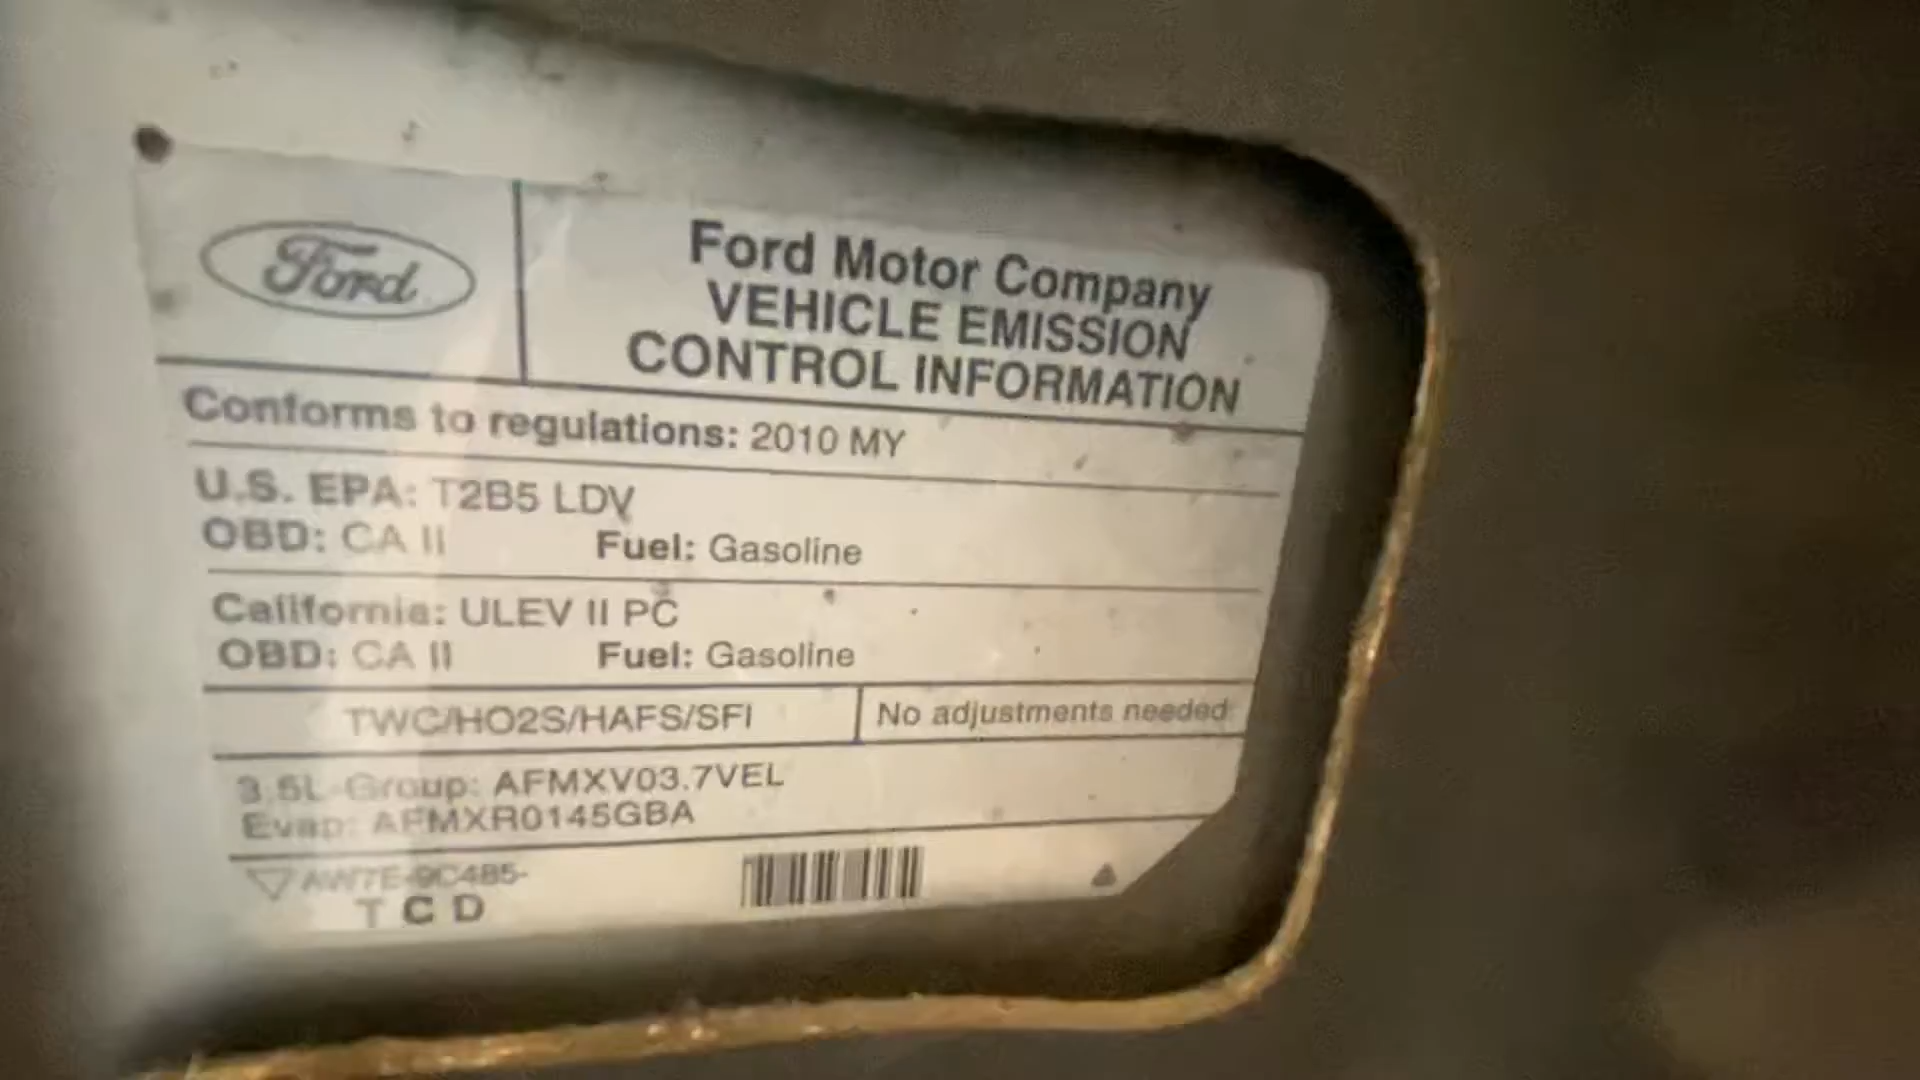 Ford
Ford Motor Company
VEHICLE EMISSION
CONTROL INFORMATION
Conforms to regulations: 2010 MY
U.S. EPA: T2B5 LDV
OBD: CA II Fuel: Gasoline
California: ULEV II PC
OBD: CA II Fuel: Gasoline
TWC/HO2S/HAFS/SFI No adjustments needed
3.5L-Group: AFMXV03.7VEL
Evap: AFMXR0145GBA
AW7E-9C485-
T C D